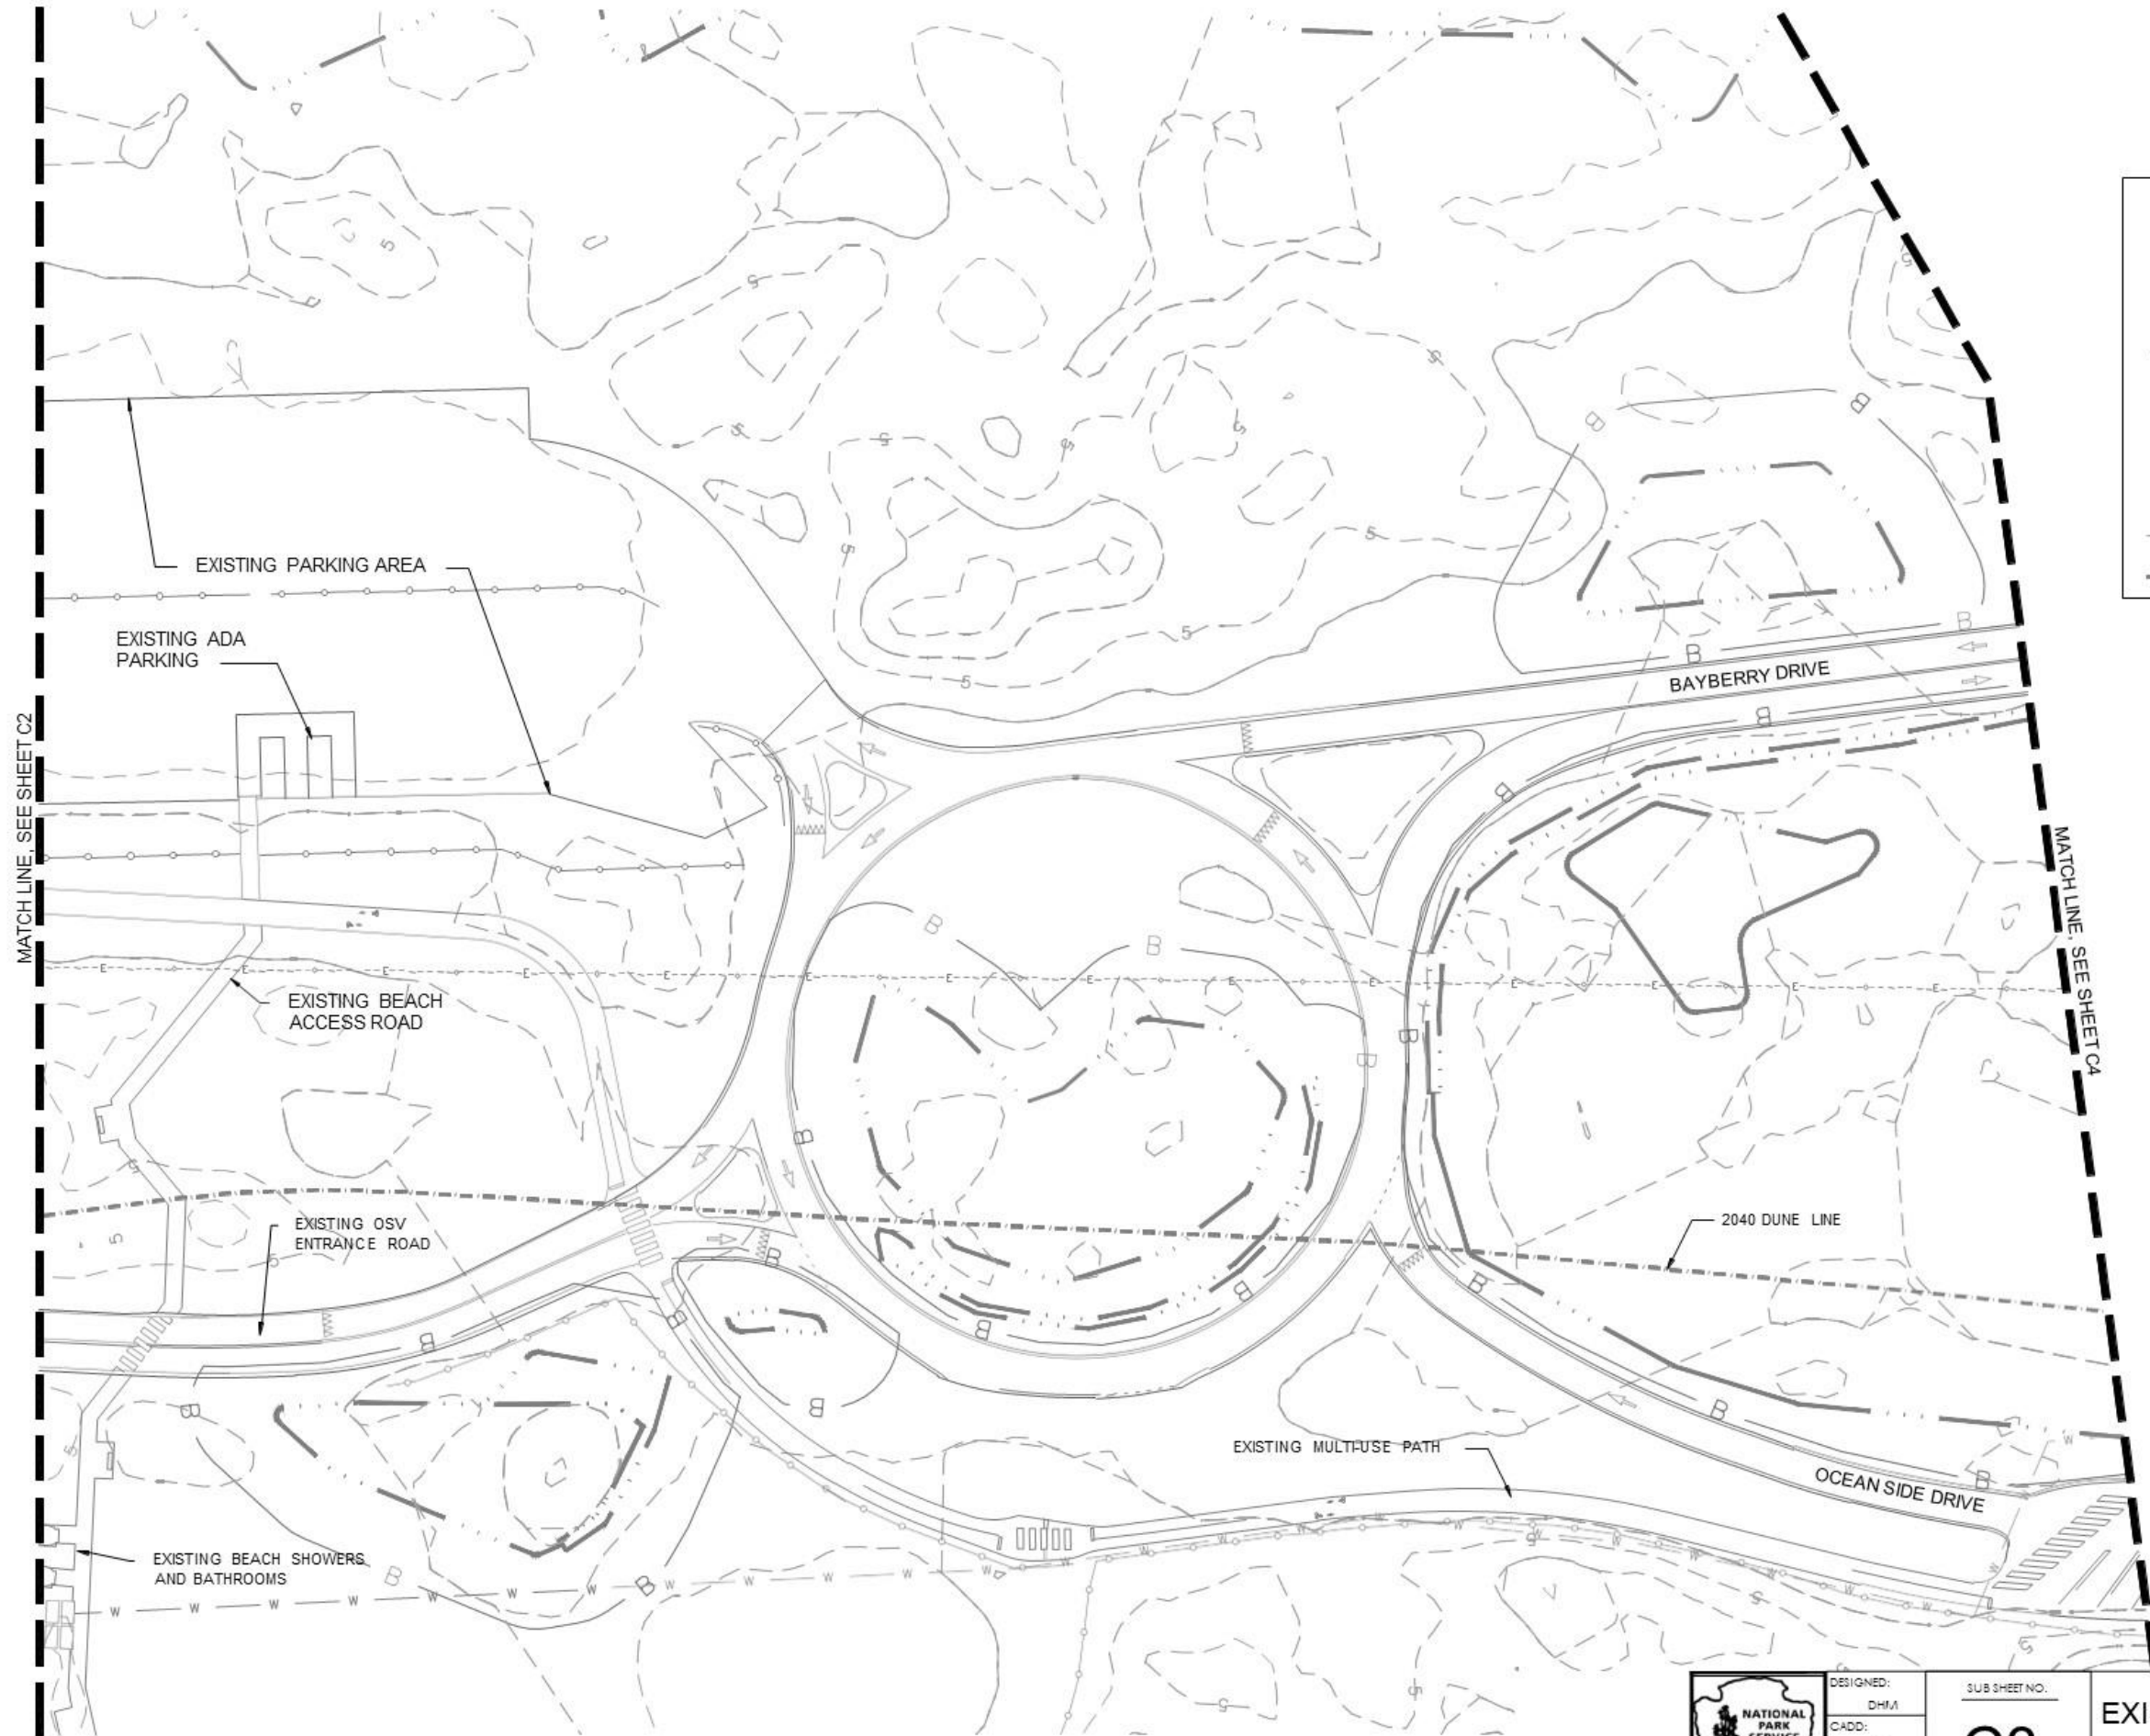 EXISTING PARKING AREA
EXISTING ADA
PARKING
MATCH LINE, SEE SHEET C2
BAYBERRY DRIVE
MATCH LINE, SEE SHEET C4
EXISTING BEACH
ACCESS ROAD
EXISTING OSV
ENTRANCE ROAD
2040 DUNE LINE
EXISTING MULTI-USE PATH
OCEAN SIDE DRIVE
EXISTING BEACH SHOWERS
AND BATHROOMS
NATIONAL
PARK
SERVICE
DESIGNED:
DHM
CADD:
SUB SHEET NO.